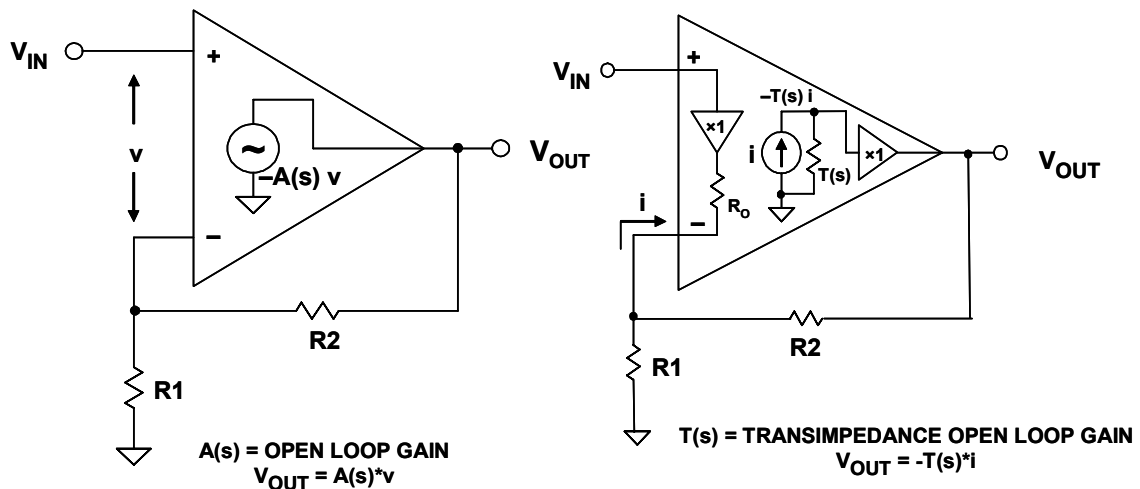 V_IN
+
v
−A(s) v
V_OUT
−
R2
R1
A(s) = OPEN LOOP GAIN
V_OUT = A(s)*v
V_IN
+
−T(s) i
×1
i
T(s)
×1
V_OUT
R_O
i
−
R2
R1
T(s) = TRANSIMPEDANCE OPEN LOOP GAIN
V_OUT = -T(s)*i